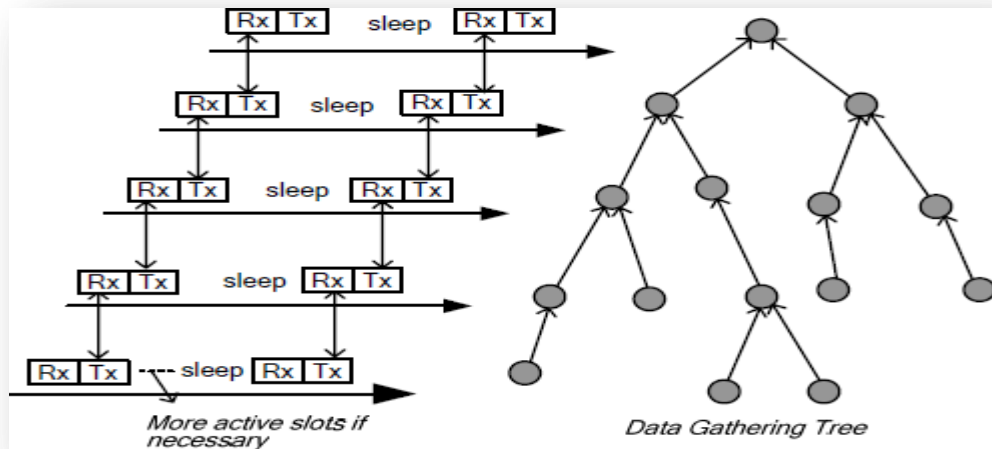 Rx Tx sleep Rx Tx
Rx Tx sleep Rx Tx
Rx Tx sleep Rx Tx
Rx Tx sleep Rx Tx
Rx Tx sleep Rx Tx
More active slots if
necessary
Data Gathering Tree